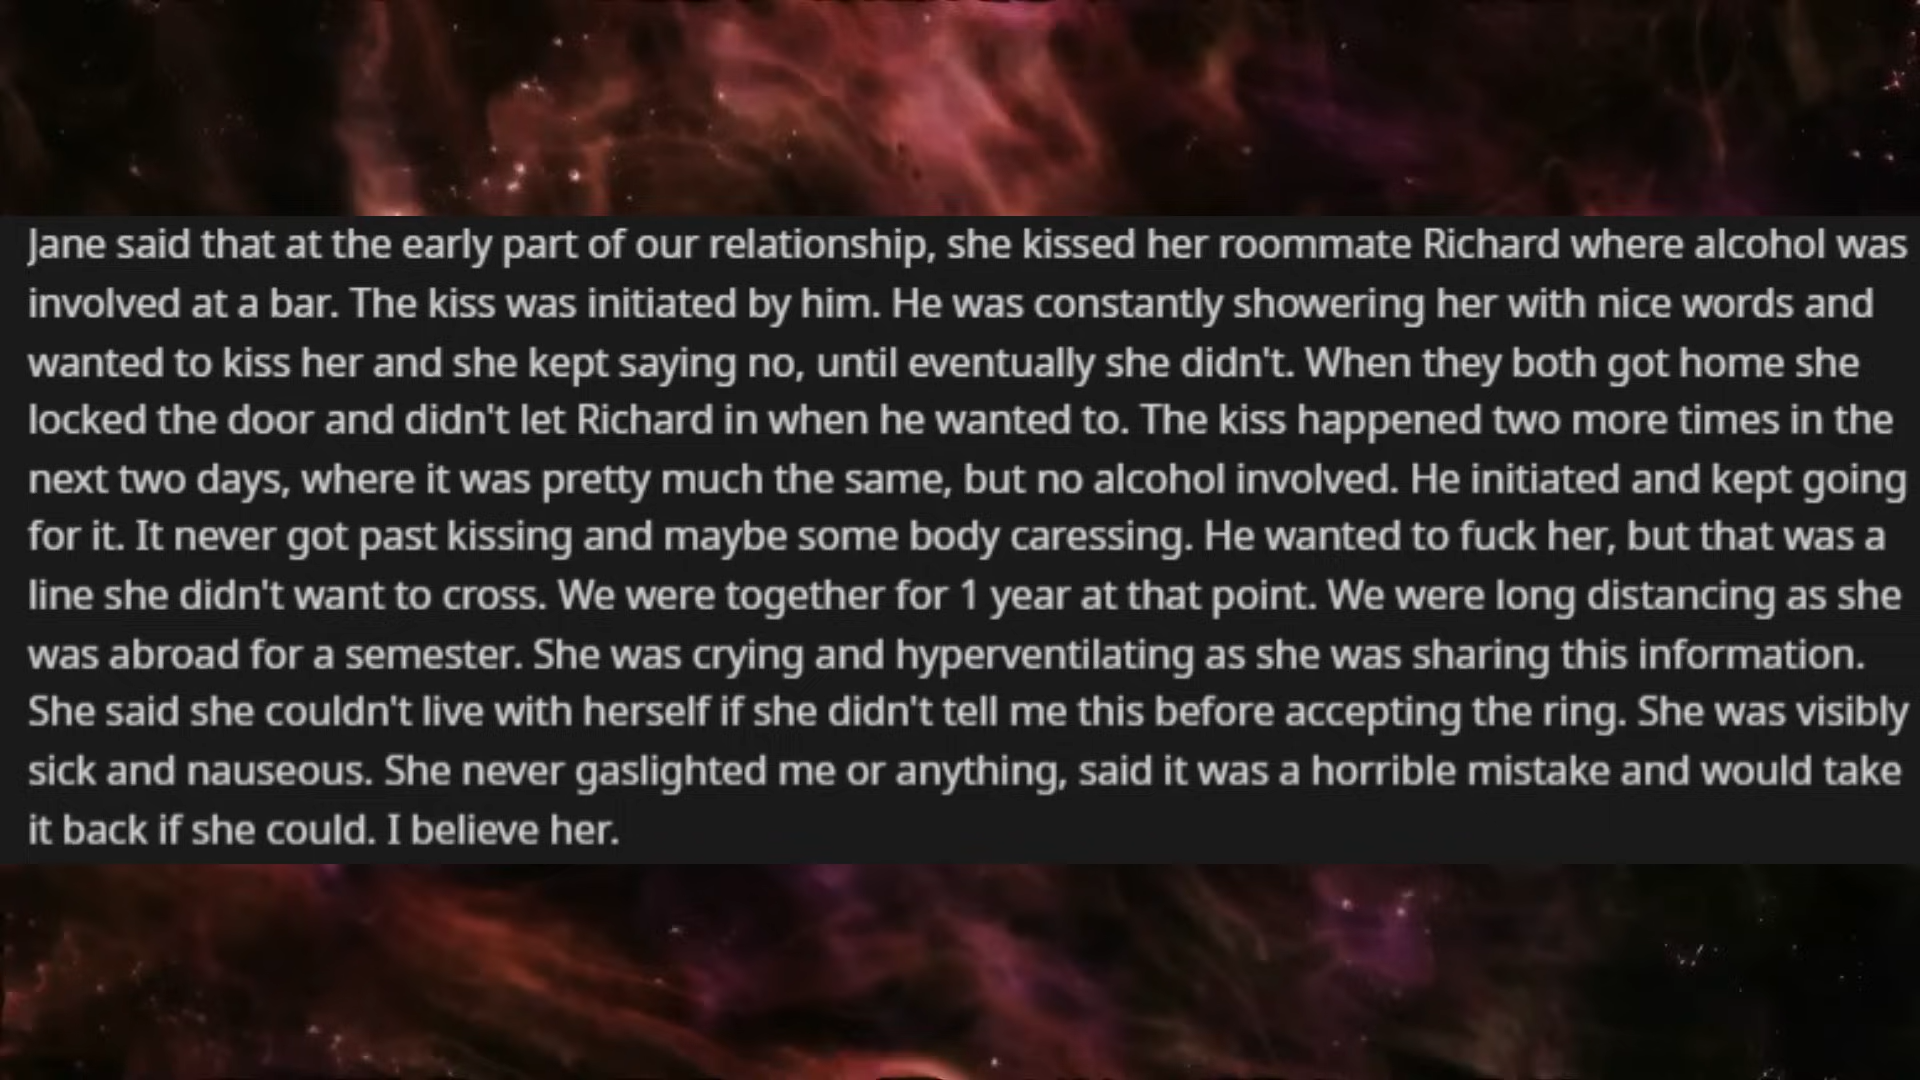 Jane said that at the early part of our relationship, she kissed her roommate Richard where alcohol was
involved at a bar. The kiss was initiated by him. He was constantly showering her with nice words and
wanted to kiss her and she kept saying no, until eventually she didn't. When they both got home she
locked the door and didn't let Richard in when he wanted to. The kiss happened two more times in the
next two days, where it was pretty much the same, but no alcohol involved. He initiated and kept going
for it. It never got past kissing and maybe some body caressing. He wanted to fuck her, but that was a
line she didn't want to cross. We were together for 1 year at that point. We were long distancing as she
was abroad for a semester. She was crying and hyperventilating as she was sharing this information.
She said she couldn't live with herself if she didn't tell me this before accepting the ring. She was visibly
sick and nauseous. She never gaslighted me or anything, said it was a horrible mistake and would take
it back if she could. I believe her.